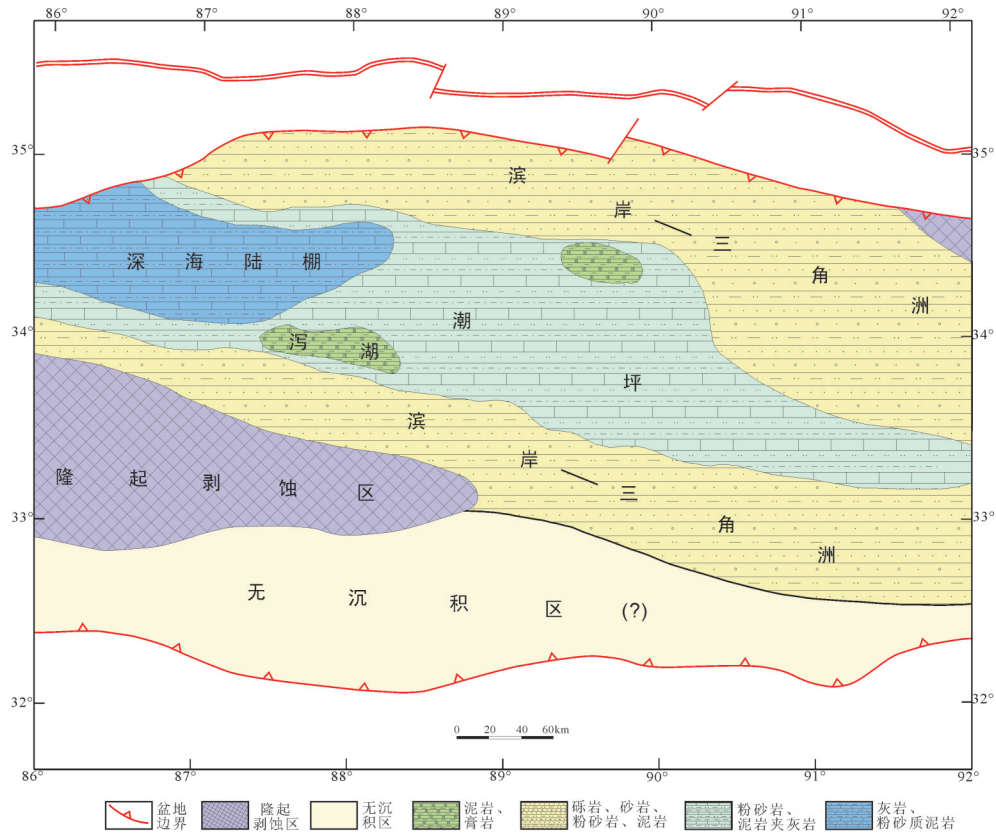 86° 87° 88° 89° 90° 91° 92°
35° 35°
滨岸—三角洲
深海陆棚
34° 34°
潮坪
泻湖
滨岸—三角洲
隆起剥蚀区
33° 33°
无沉积区(?)
32° 32°
0 20 40 60km
86° 87° 88° 89° 90° 91° 92°
盆地边界
隆起剥蚀区
无沉积区
泥岩、膏岩
砾岩、砂岩、粉砂岩、泥岩
粉砂岩、泥岩夹灰岩
灰岩、粉砂质泥岩